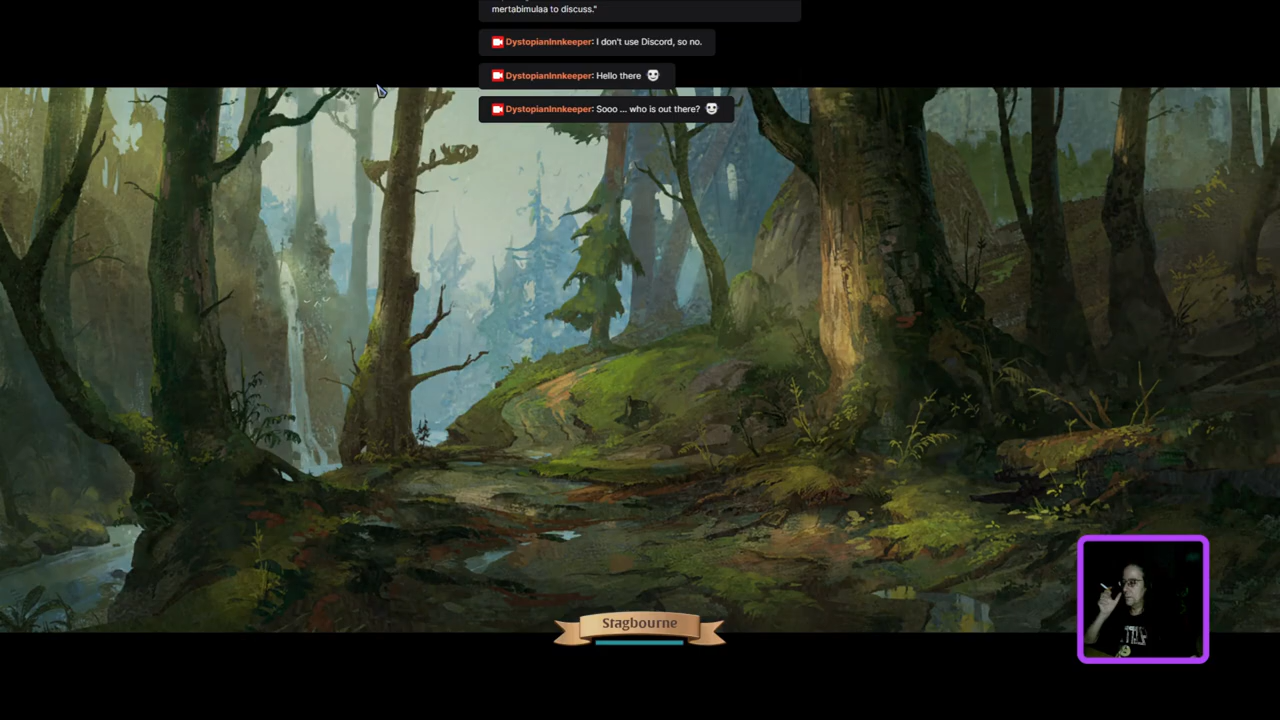 mertabimulaa to discuss."
DystopianInnkeeper: I don't use Discord, so no.
DystopianInnkeeper: Hello there
DystopianInnkeeper: Sooo ... who is out there?
Stagbourne